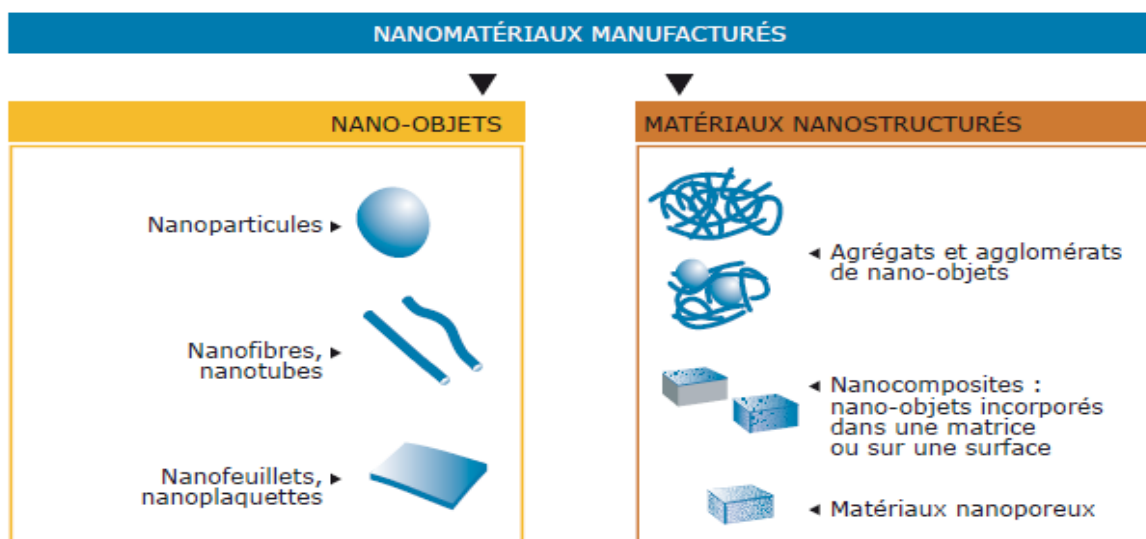 NANOMATÉRIAUX MANUFACTURÉS
NANO-OBJETS
Nanoparticules
Nanofibres,
nanotubes
Nanofeuillets,
nanoplaquettes
MATÉRIAUX NANOSTRUCTURÉS
Agrégats et agglomérats
de nano-objets
Nanocomposites :
nano-objets incorporés
dans une matrice
ou sur une surface
Matériaux nanoporeux